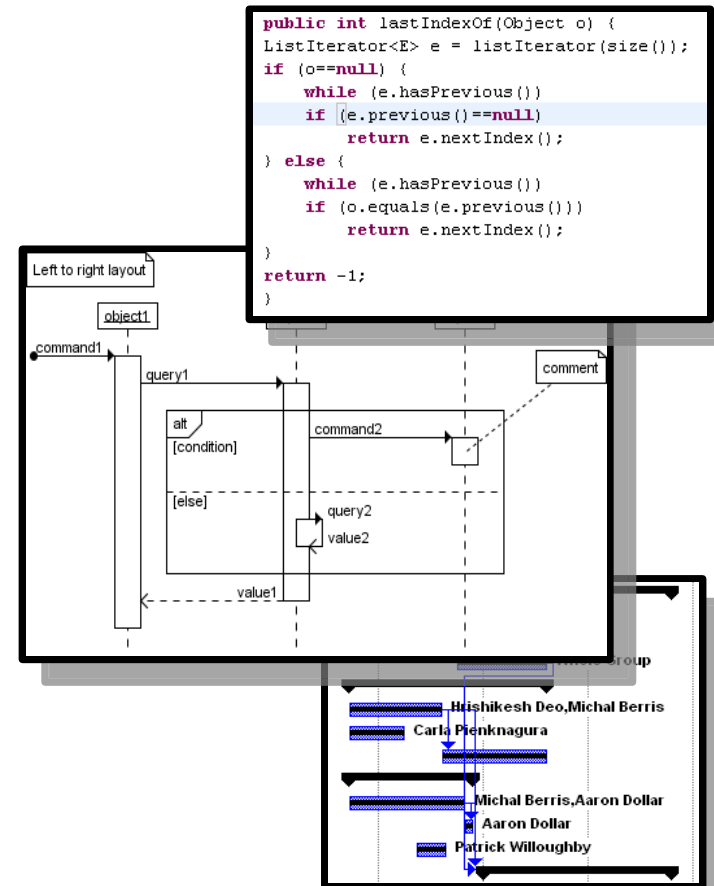 public int lastIndexOf(Object o) {
ListIterator<E> e = listIterator(size());
if (o==null) {
while (e.hasPrevious())
if (e.previous()==null)
return e.nextIndex();
} else {
while (e.hasPrevious())
if (o.equals(e.previous()))
return e.nextIndex();
}
return -1;
}
Left to right layout
object1
command1
query1
comment
alt
command2
[condition]
[else]
query2
value2
value1
Group
Hrishikesh Deo,Michal Berris
Carla Pienknagura
Michal Berris,Aaron Dollar
Aaron Dollar
Patrick Willoughby